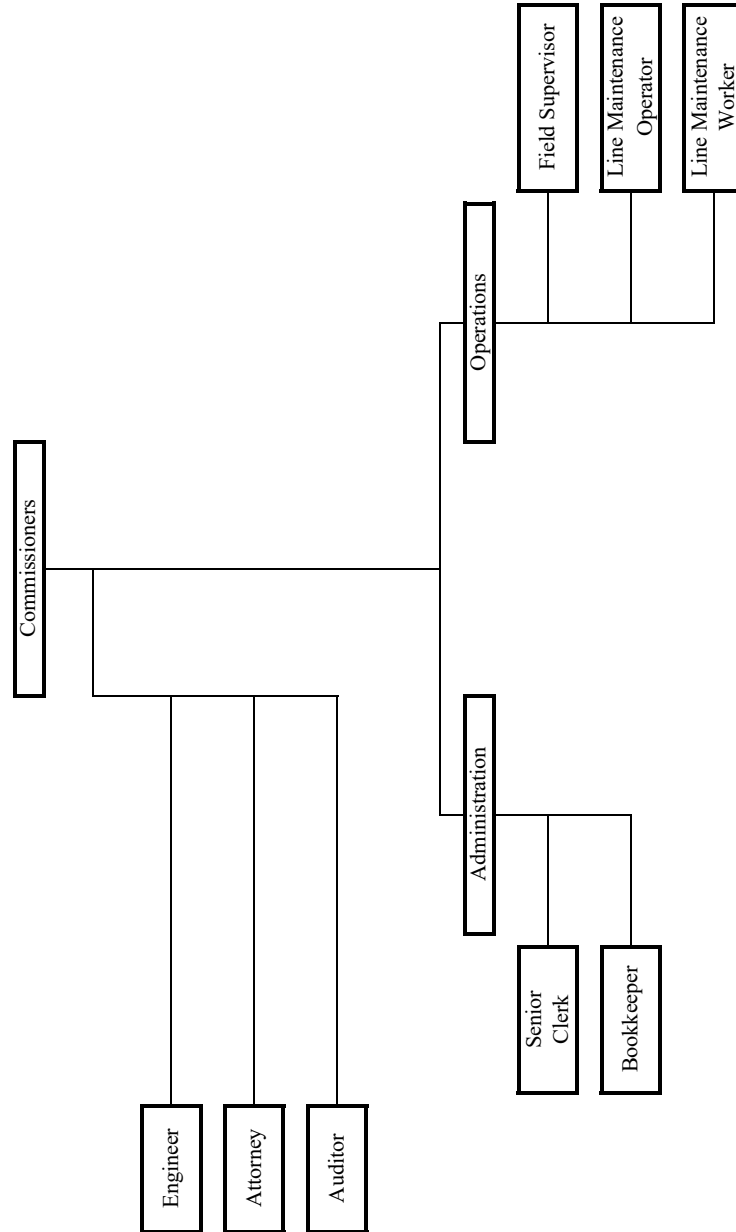 Commissioners
Engineer
Attorney
Auditor
Administration
Operations
Senior
Clerk
Bookkeeper
Field Supervisor
Line Maintenance
Operator
Line Maintenance
Worker